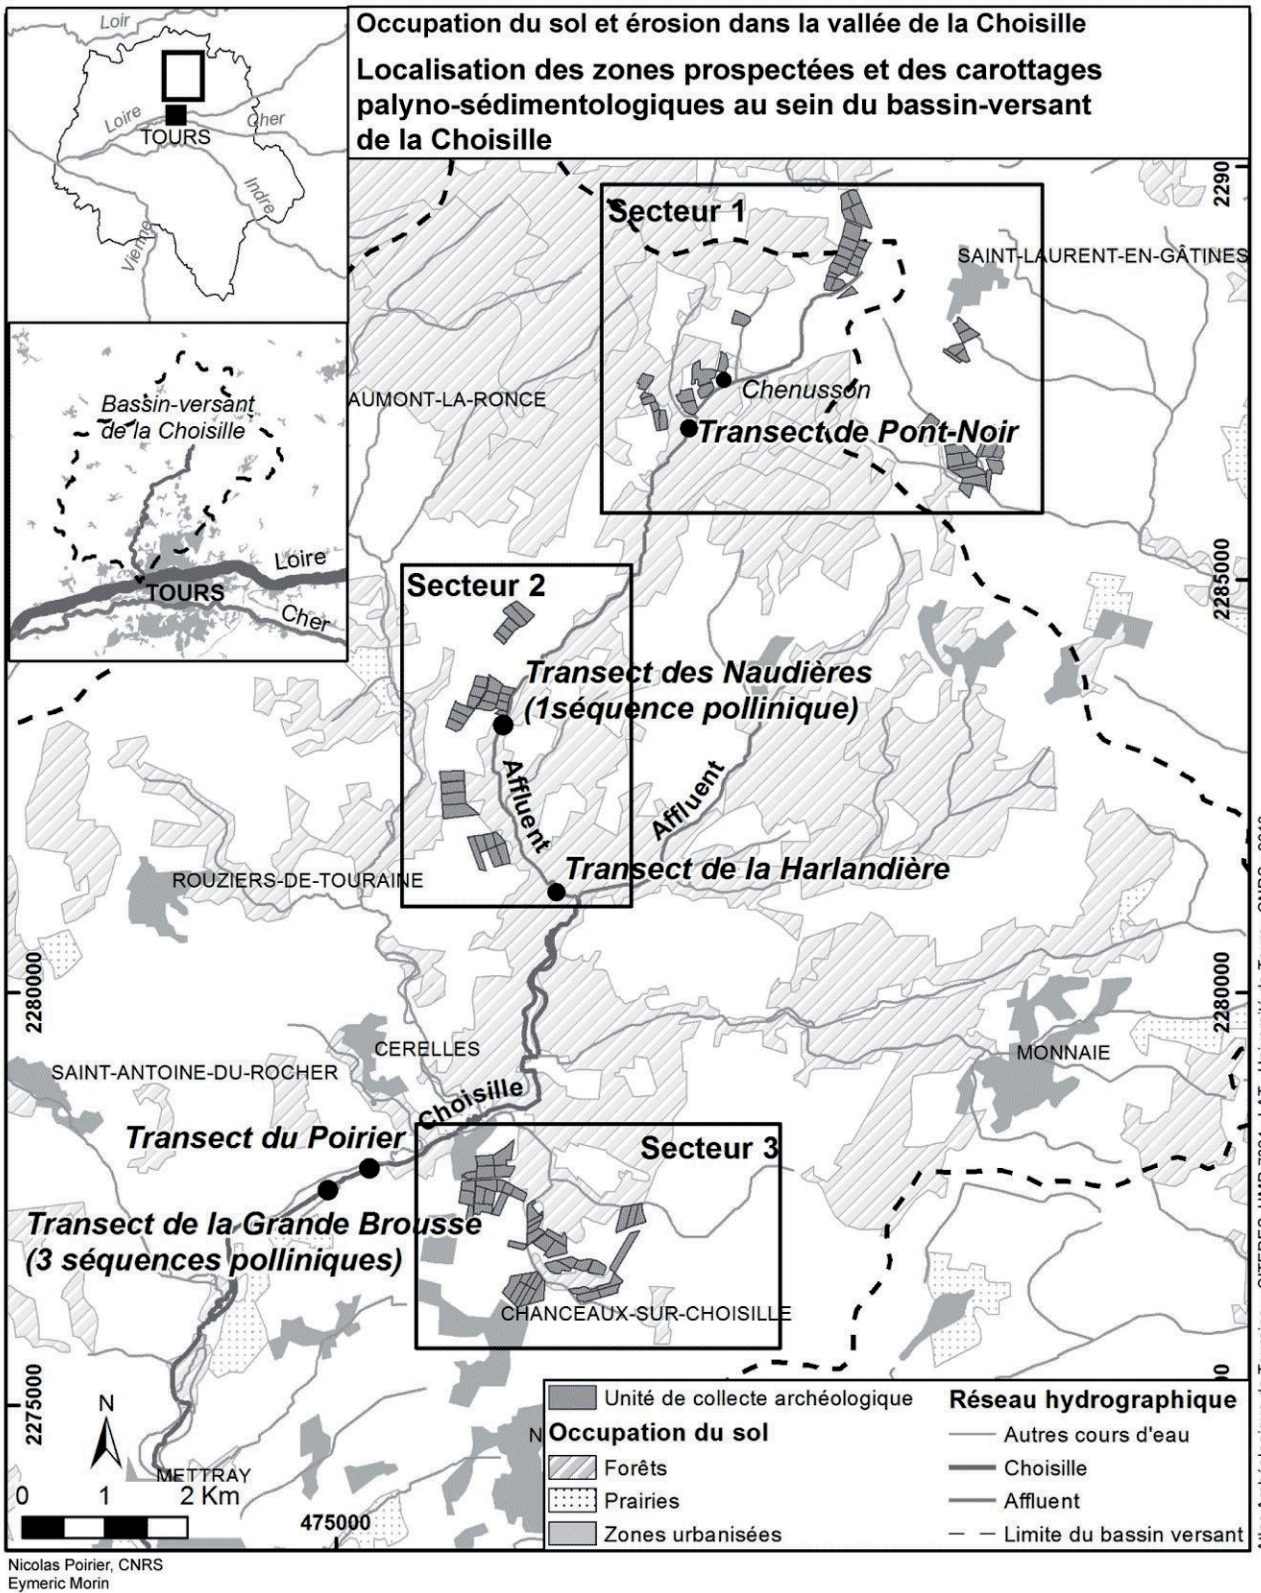 Occupation du sol et érosion dans la vallée de la Choisille
Localisation des zones prospectées et des carottages
palyno-sédimentologiques au sein du bassin-versant
de la Choisille
Loir
Loire
TOURS
Cher
Indre
Vienne
Bassin-versant
de la Choisille
Loire
TOURS
Cher
2290
Secteur 1
SAINT-LAURENT-EN-GÂTINES
AUMONT-LA-RONCE
Chenusson
Transect de Pont-Noir
2285000
Secteur 2
Transect des Naudières
(1séquence pollinique)
Affluent
Affluent
Transect de la Harlandière
ROUZIERS-DE-TOURAINE
2280000
2280000
CERELLES
MONNAIE
SAINT-ANTOINE-DU-ROCHER
Choisille
Transect du Poirier
Secteur 3
Transect de la Grande Brousse
(3 séquences polliniques)
CHANCEAUX-SUR-CHOISILLE
2275000
N
METTRAY
0 1 2 Km
475000
N
Unité de collecte archéologique
Occupation du sol
Forêts
Prairies
Zones urbanisées
Réseau hydrographique
Autres cours d'eau
Choisille
Affluent
Limite du bassin versant
Nicolas Poirier, CNRS
Eymeric Morin